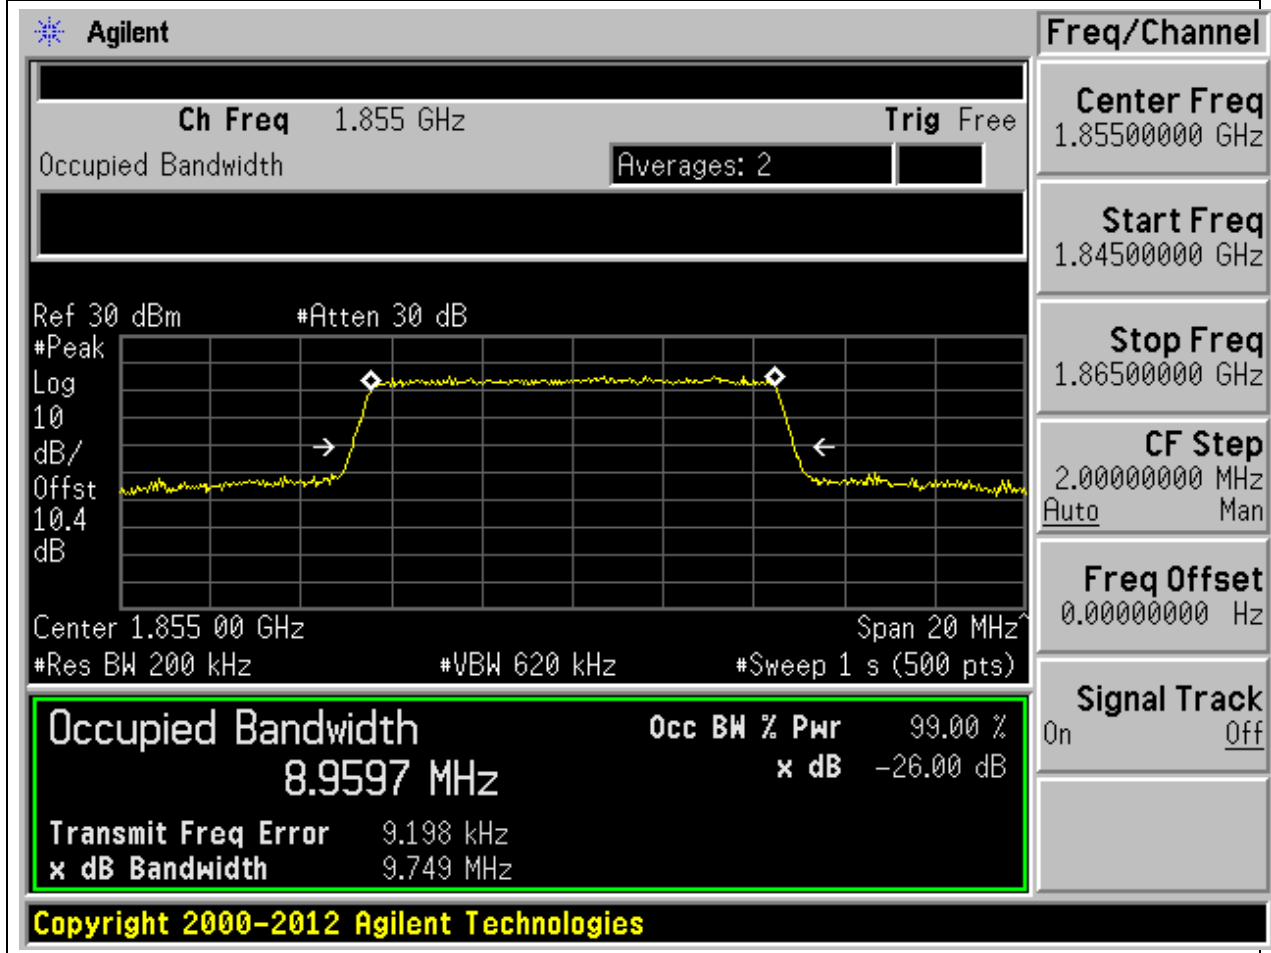 Agilent
Freq/Channel
Ch Freq 1.855 GHz Trig Free
Occupied Bandwidth Averages: 2
Center Freq
1.85500000 GHz
Start Freq
1.84500000 GHz
Stop Freq
1.86500000 GHz
CF Step
2.00000000 MHz
Auto Man
Freq Offset
0.00000000 Hz
Signal Track
On Off
Ref 30 dBm #Atten 30 dB
#Peak
Log
10
dB/
Offst
10.4
dB
Center 1.855 00 GHz Span 20 MHz^
#Res BW 200 kHz #VBW 620 kHz #Sweep 1 s (500 pts)
Occupied Bandwidth Occ BW % Pwr 99.00 %
8.9597 MHz x dB -26.00 dB
Transmit Freq Error 9.198 kHz
x dB Bandwidth 9.749 MHz
Copyright 2000-2012 Agilent Technologies